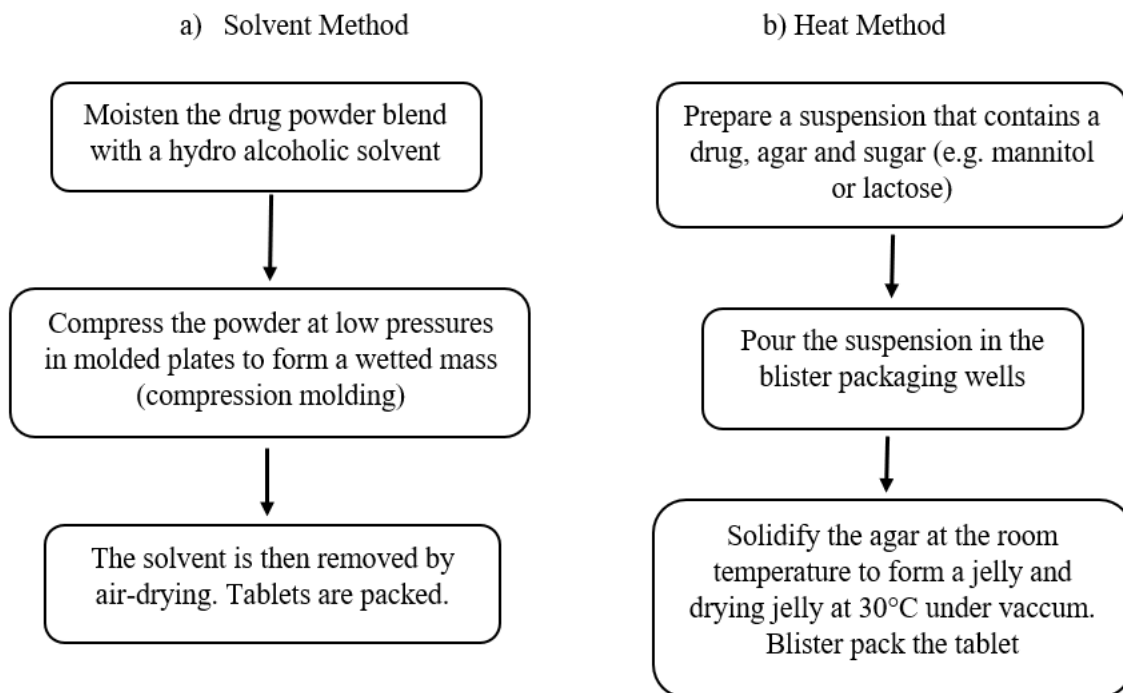 a) Solvent Method
Moisten the drug powder blend
with a hydro alcoholic solvent
Compress the powder at low pressures
in molded plates to form a wetted mass
(compression molding)
The solvent is then removed by
air-drying. Tablets are packed.
b) Heat Method
Prepare a suspension that contains a
drug, agar and sugar (e.g. mannitol
or lactose)
Pour the suspension in the
blister packaging wells
Solidify the agar at the room
temperature to form a jelly and
drying jelly at 30°C under vaccum.
Blister pack the tablet